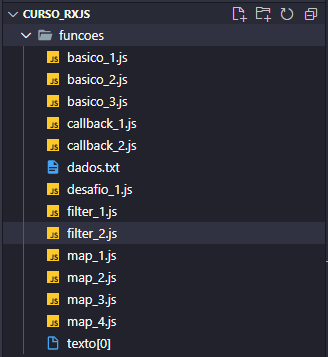 CURSO_RXJS
funcoes
JS basico_1.js
JS basico_2.js
JS basico_3.js
JS callback_1.js
JS callback_2.js
dados.txt
JS desafio_1.js
JS filter_1.js
JS filter_2.js
JS map_1.js
JS map_2.js
JS map_3.js
JS map_4.js
texto[0]